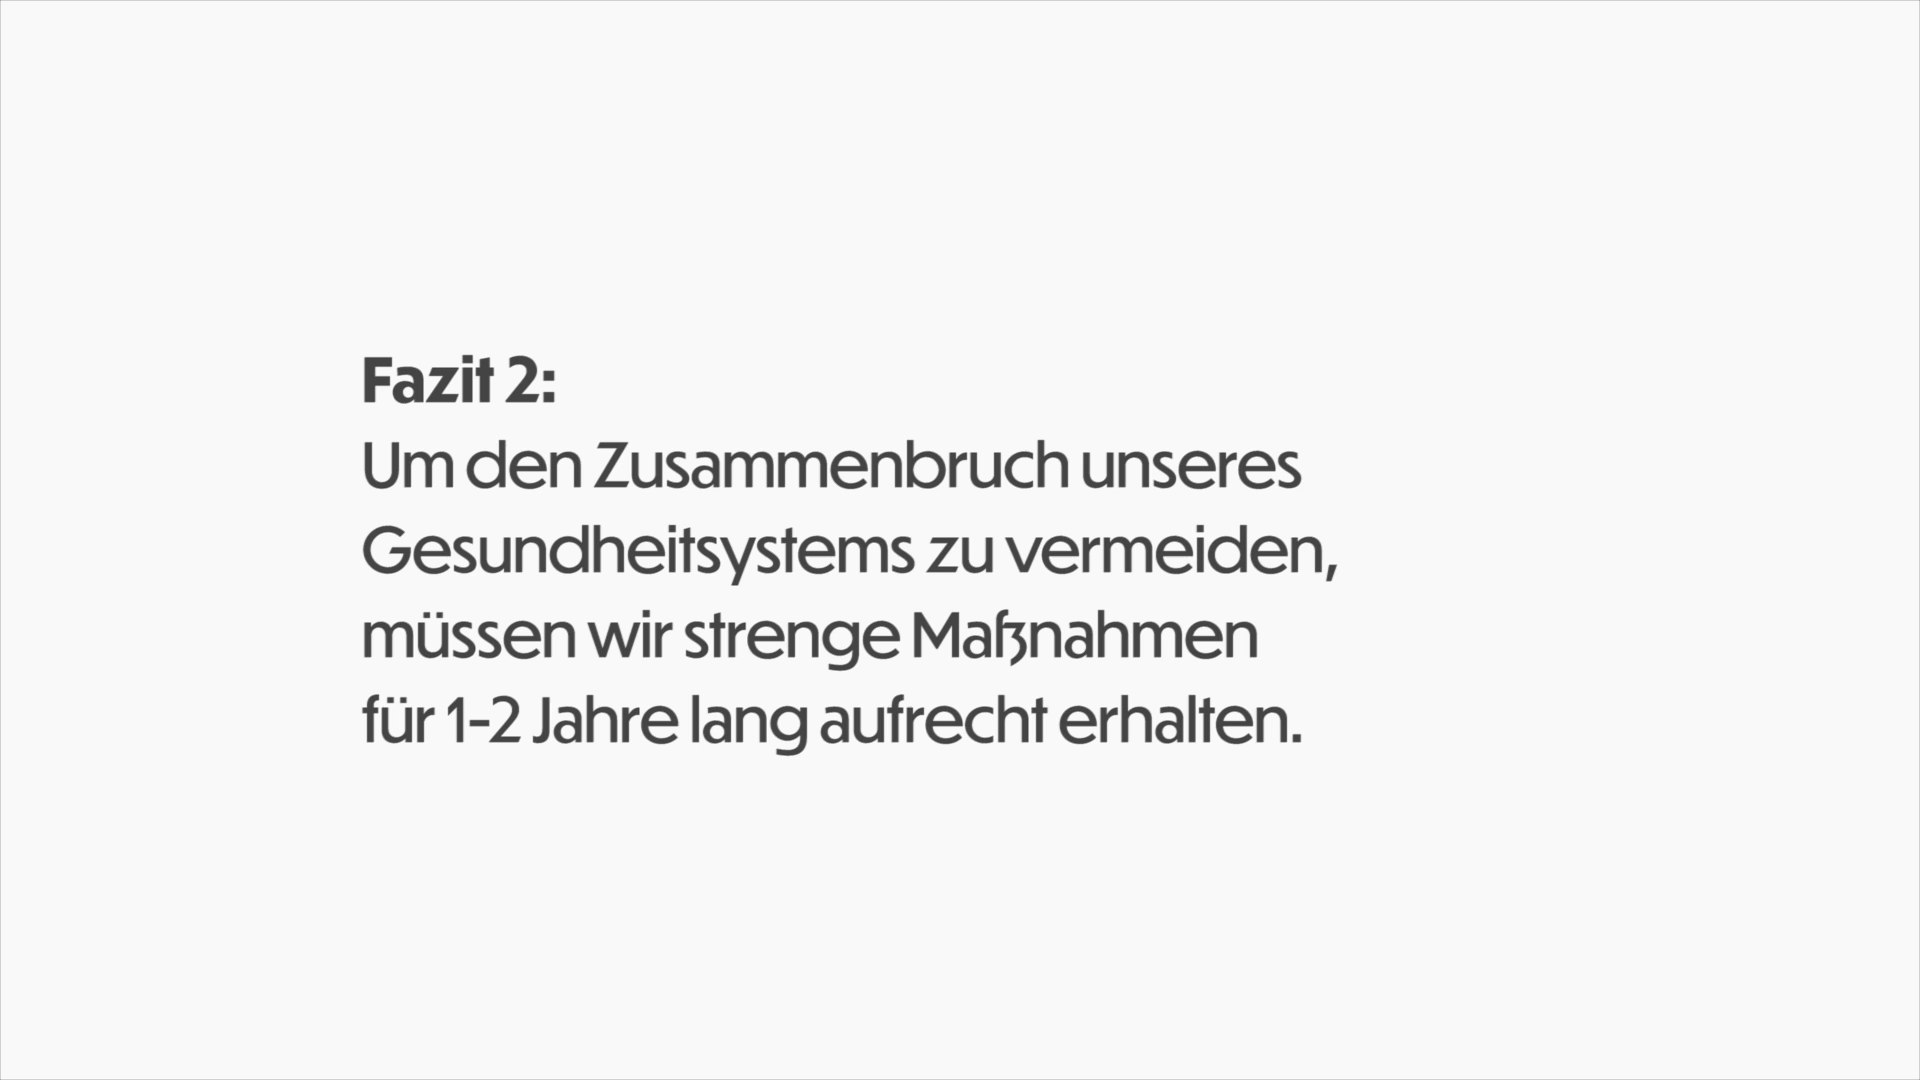 Fazit 2:
Um den Zusammenbruch unseres
Gesundheitsystems zu vermeiden,
müssen wir strenge Maßnahmen
für 1-2 Jahre lang aufrecht erhalten.